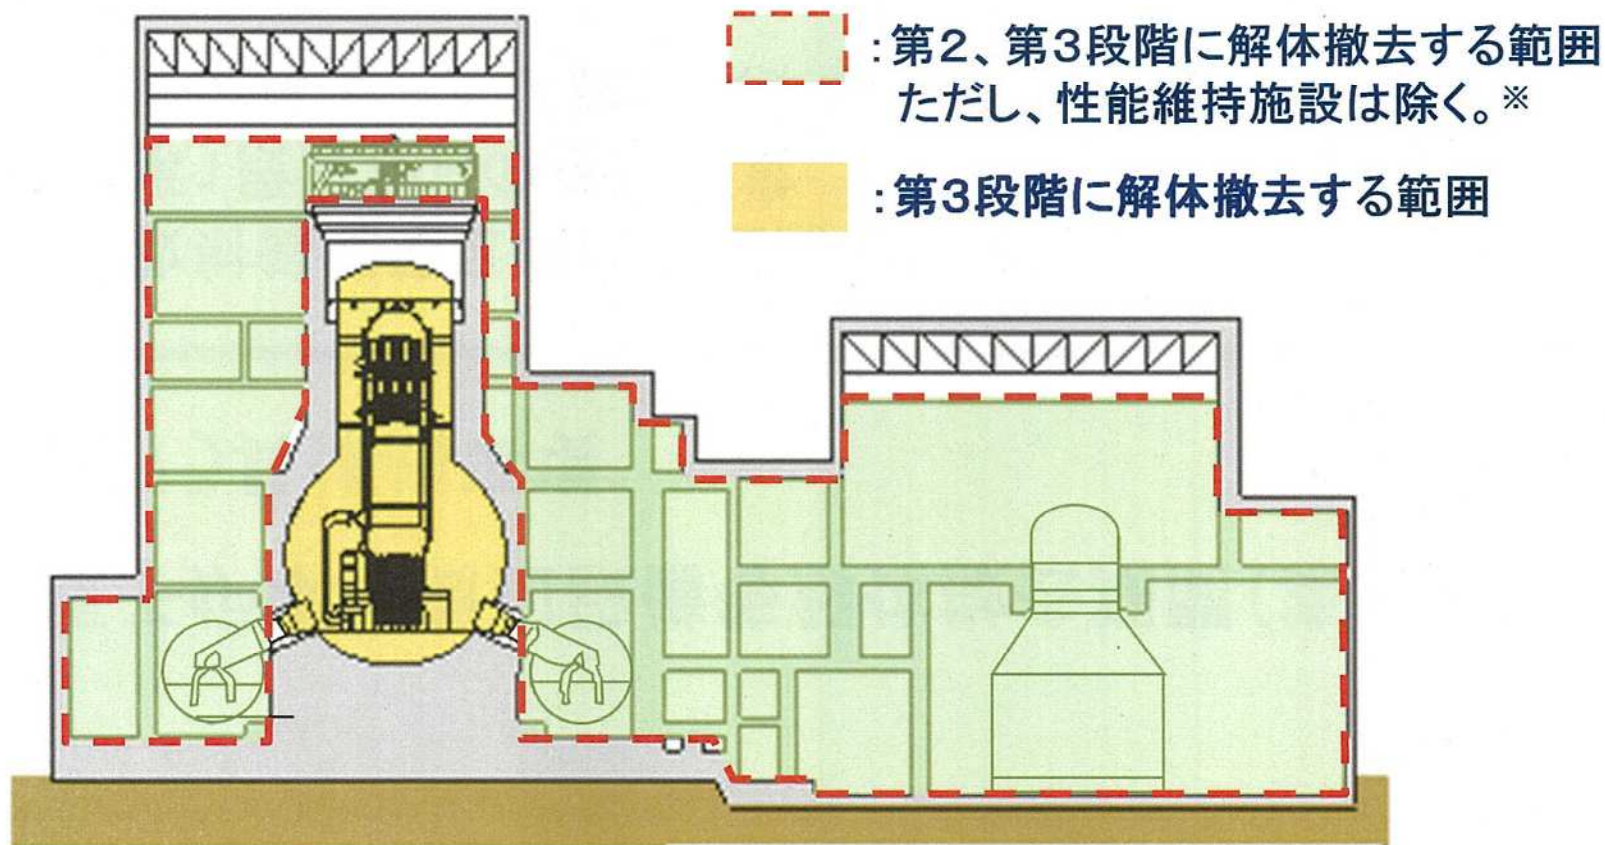 ：第2、第3段階に解体撤去する範囲
ただし、性能維持施設は除く。※
：第3段階に解体撤去する範囲